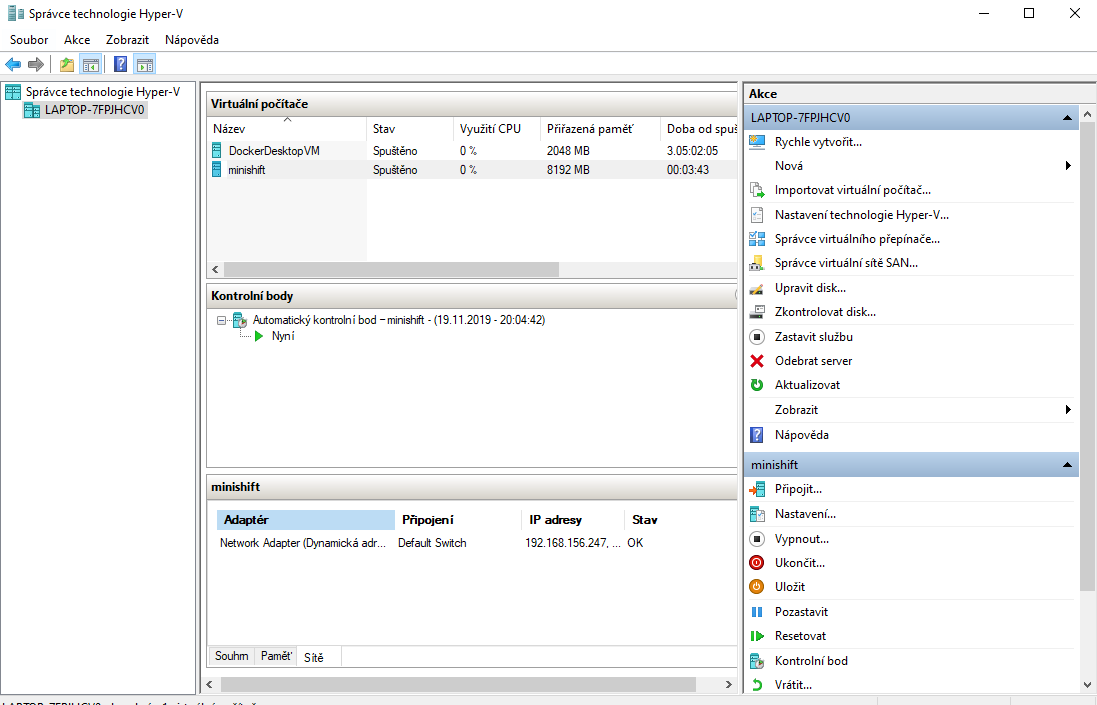 Správce technologie Hyper-V
Soubor Akce Zobrazit Nápověda
Správce technologie Hyper-V
LAPTOP-7FPJHCV0
Virtuální počítače
Název Stav Využití CPU Přiřazená paměť Doba od spuš
DockerDesktopVM Spuštěno 0 % 2048 MB 3.05:02:05
minishift Spuštěno 0 % 8192 MB 00:03:43
Kontrolní body
Automatický kontrolní bod – minishift - (19.11.2019 - 20:04:42)
Nyní
minishift
Adaptér Připojení IP adresy Stav
Network Adapter (Dynamická adr... Default Switch 192.168.156.247, ... OK
Souhrn Paměť Sítě
Akce
LAPTOP-7FPJHCV0
Rychle vytvořit...
Nová
Importovat virtuální počítač...
Nastavení technologie Hyper-V...
Správce virtuálního přepínače...
Správce virtuální sítě SAN...
Upravit disk...
Zkontrolovat disk...
Zastavit službu
Odebrat server
Aktualizovat
Zobrazit
Nápověda
minishift
Připojit...
Nastavení...
Vypnout...
Ukončit...
Uložit
Pozastavit
Resetovat
Kontrolní bod
Vrátit...